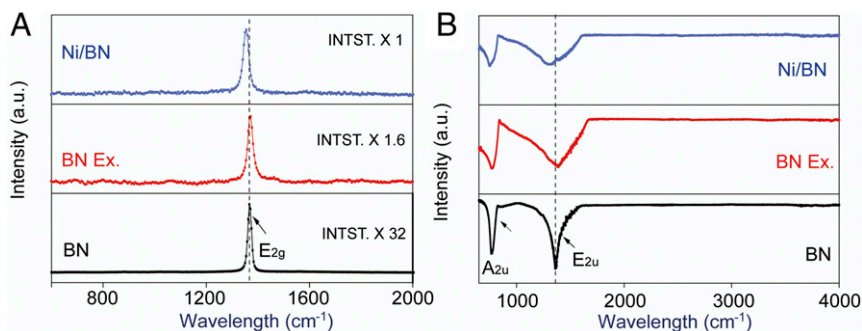 A
Intensity (a.u.)
Ni/BN
INTST. X 1
BN Ex.
INTST. X 1.6
BN
E2g
INTST. X 32
600
1200
1600
2000
Wavelength (cm-1)
B
Intensity (a.u.)
Ni/BN
BN Ex.
A2u
E2u
BN
1000
2000
3000
4000
Wavelength (cm-1)